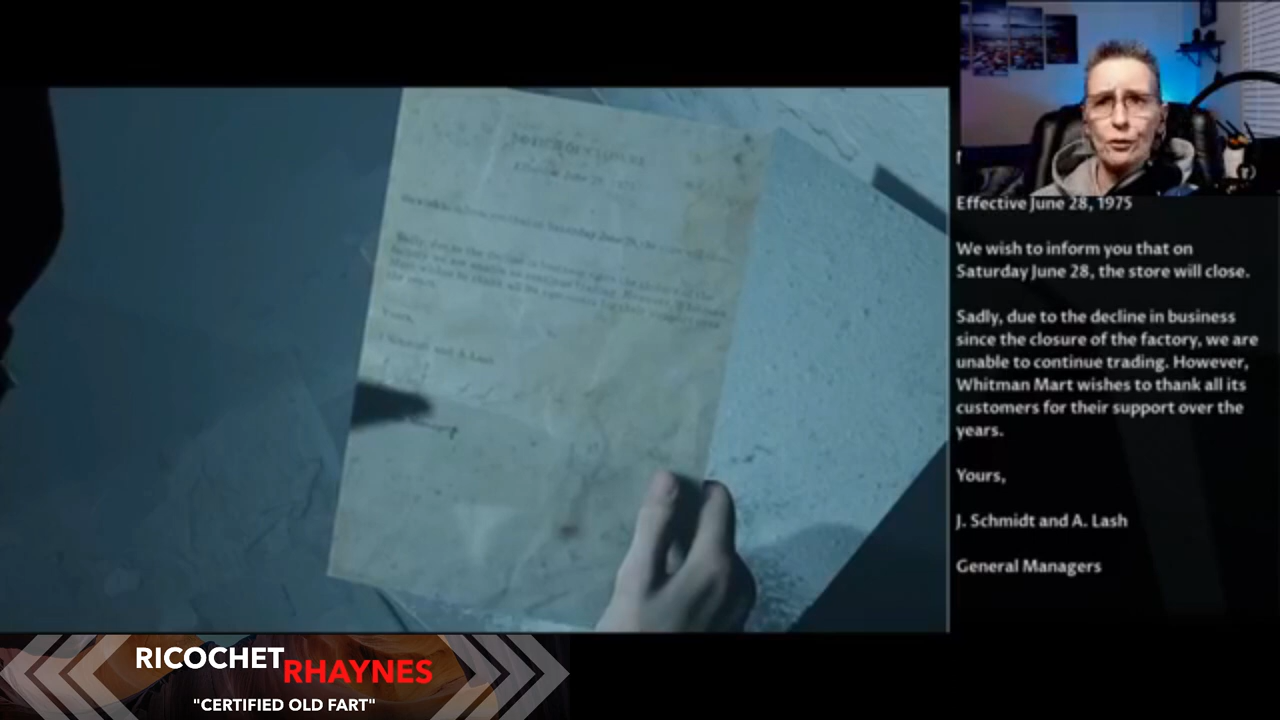 Effective June 28, 1975
We wish to inform you that on
Saturday June 28, the store will close.
Sadly, due to the decline in business
since the closure of the factory, we are
unable to continue trading. However,
Whitman Mart wishes to thank all its
customers for their support over the
years.
Yours,
J. Schmidt and A. Lash
General Managers
RICOCHET
RHAYNES
"CERTIFIED OLD FART"